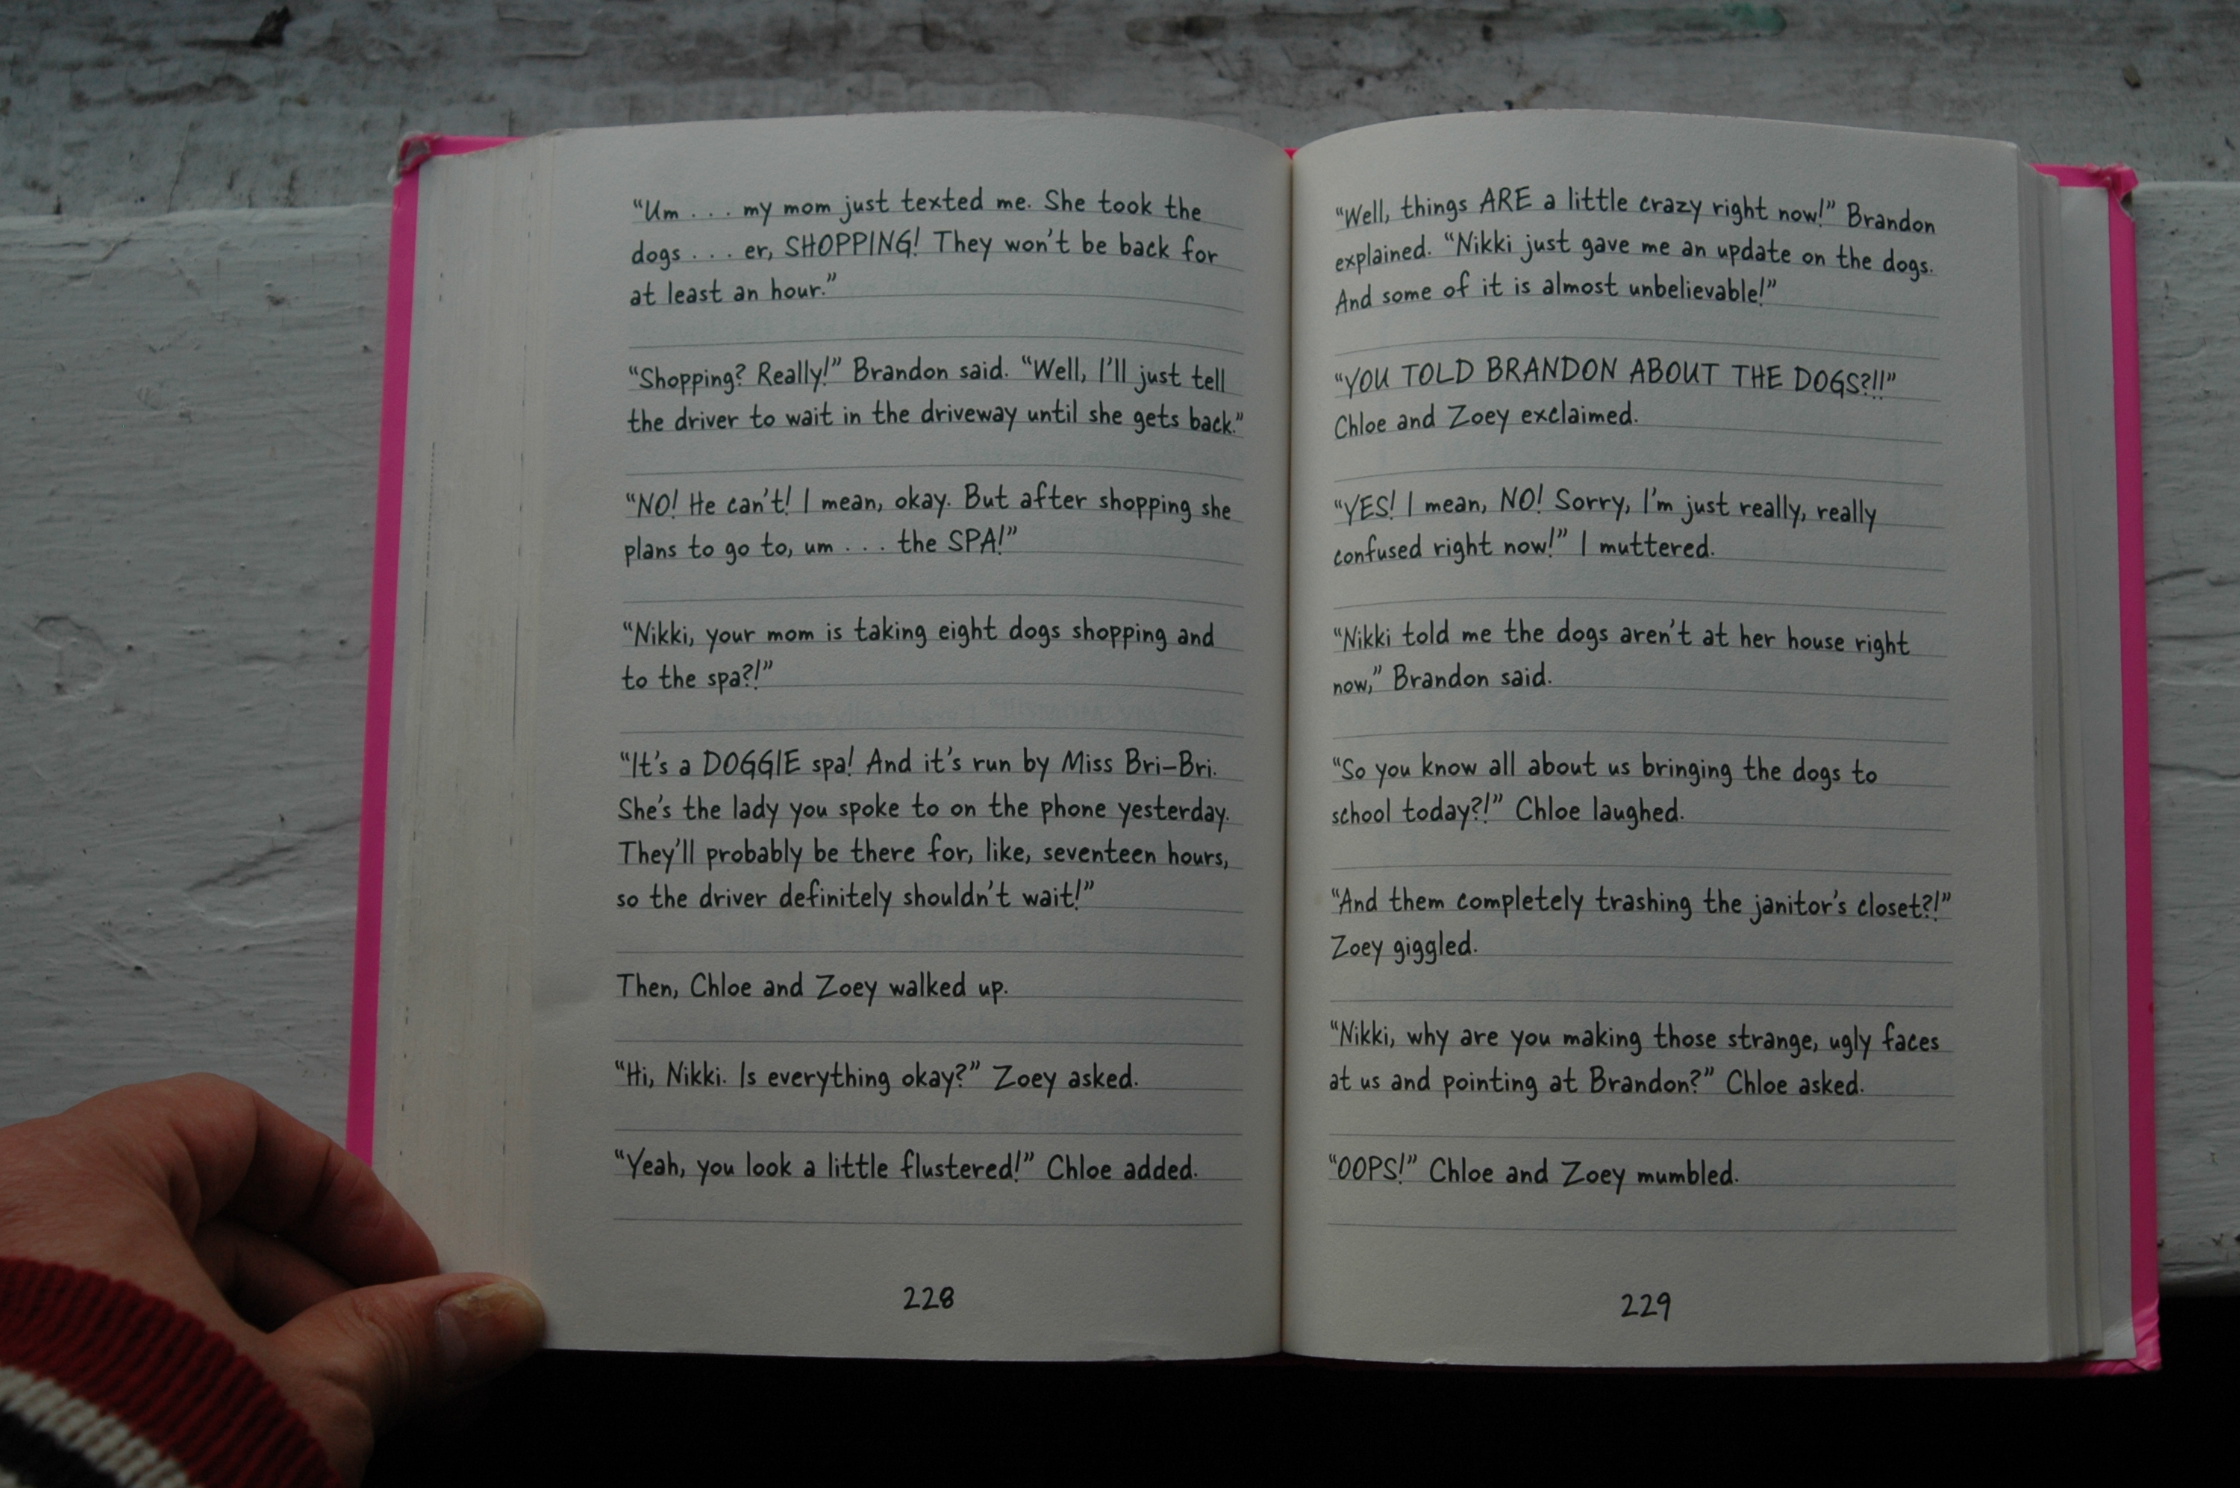 “Um . . . my mom just texted me. She took the
dogs . . . er, SHOPPING! They won’t be back for
at least an hour.”
“Shopping? Really!” Brandon said. “Well, I’ll just tell
the driver to wait in the driveway until she gets back.”
“NO! He can’t! I mean, okay. But after shopping she
plans to go to, um . . . the SPA!”
“Nikki, your mom is taking eight dogs shopping and
to the spa?!”
“It’s a DOGGIE spa! And it’s run by Miss Bri-Bri.
She’s the lady you spoke to on the phone yesterday.
They’ll probably be there for, like, seventeen hours,
so the driver definitely shouldn’t wait!”
Then, Chloe and Zoey walked up.
“Hi, Nikki. Is everything okay?” Zoey asked.
“Yeah, you look a little flustered!” Chloe added.
228
“Well, things ARE a little crazy right now!” Brandon
explained. “Nikki just gave me an update on the dogs.
And some of it is almost unbelievable!”
“YOU TOLD BRANDON ABOUT THE DOGS?!!”
Chloe and Zoey exclaimed.
“YES! I mean, NO! Sorry, I’m just really, really
confused right now!” I muttered.
“Nikki told me the dogs aren’t at her house right
now,” Brandon said.
“So you know all about us bringing the dogs to
school today?!” Chloe laughed.
“And them completely trashing the janitor’s closet?!”
Zoey giggled.
“Nikki, why are you making those strange, ugly faces
at us and pointing at Brandon?” Chloe asked.
“OOPS!” Chloe and Zoey mumbled.
229